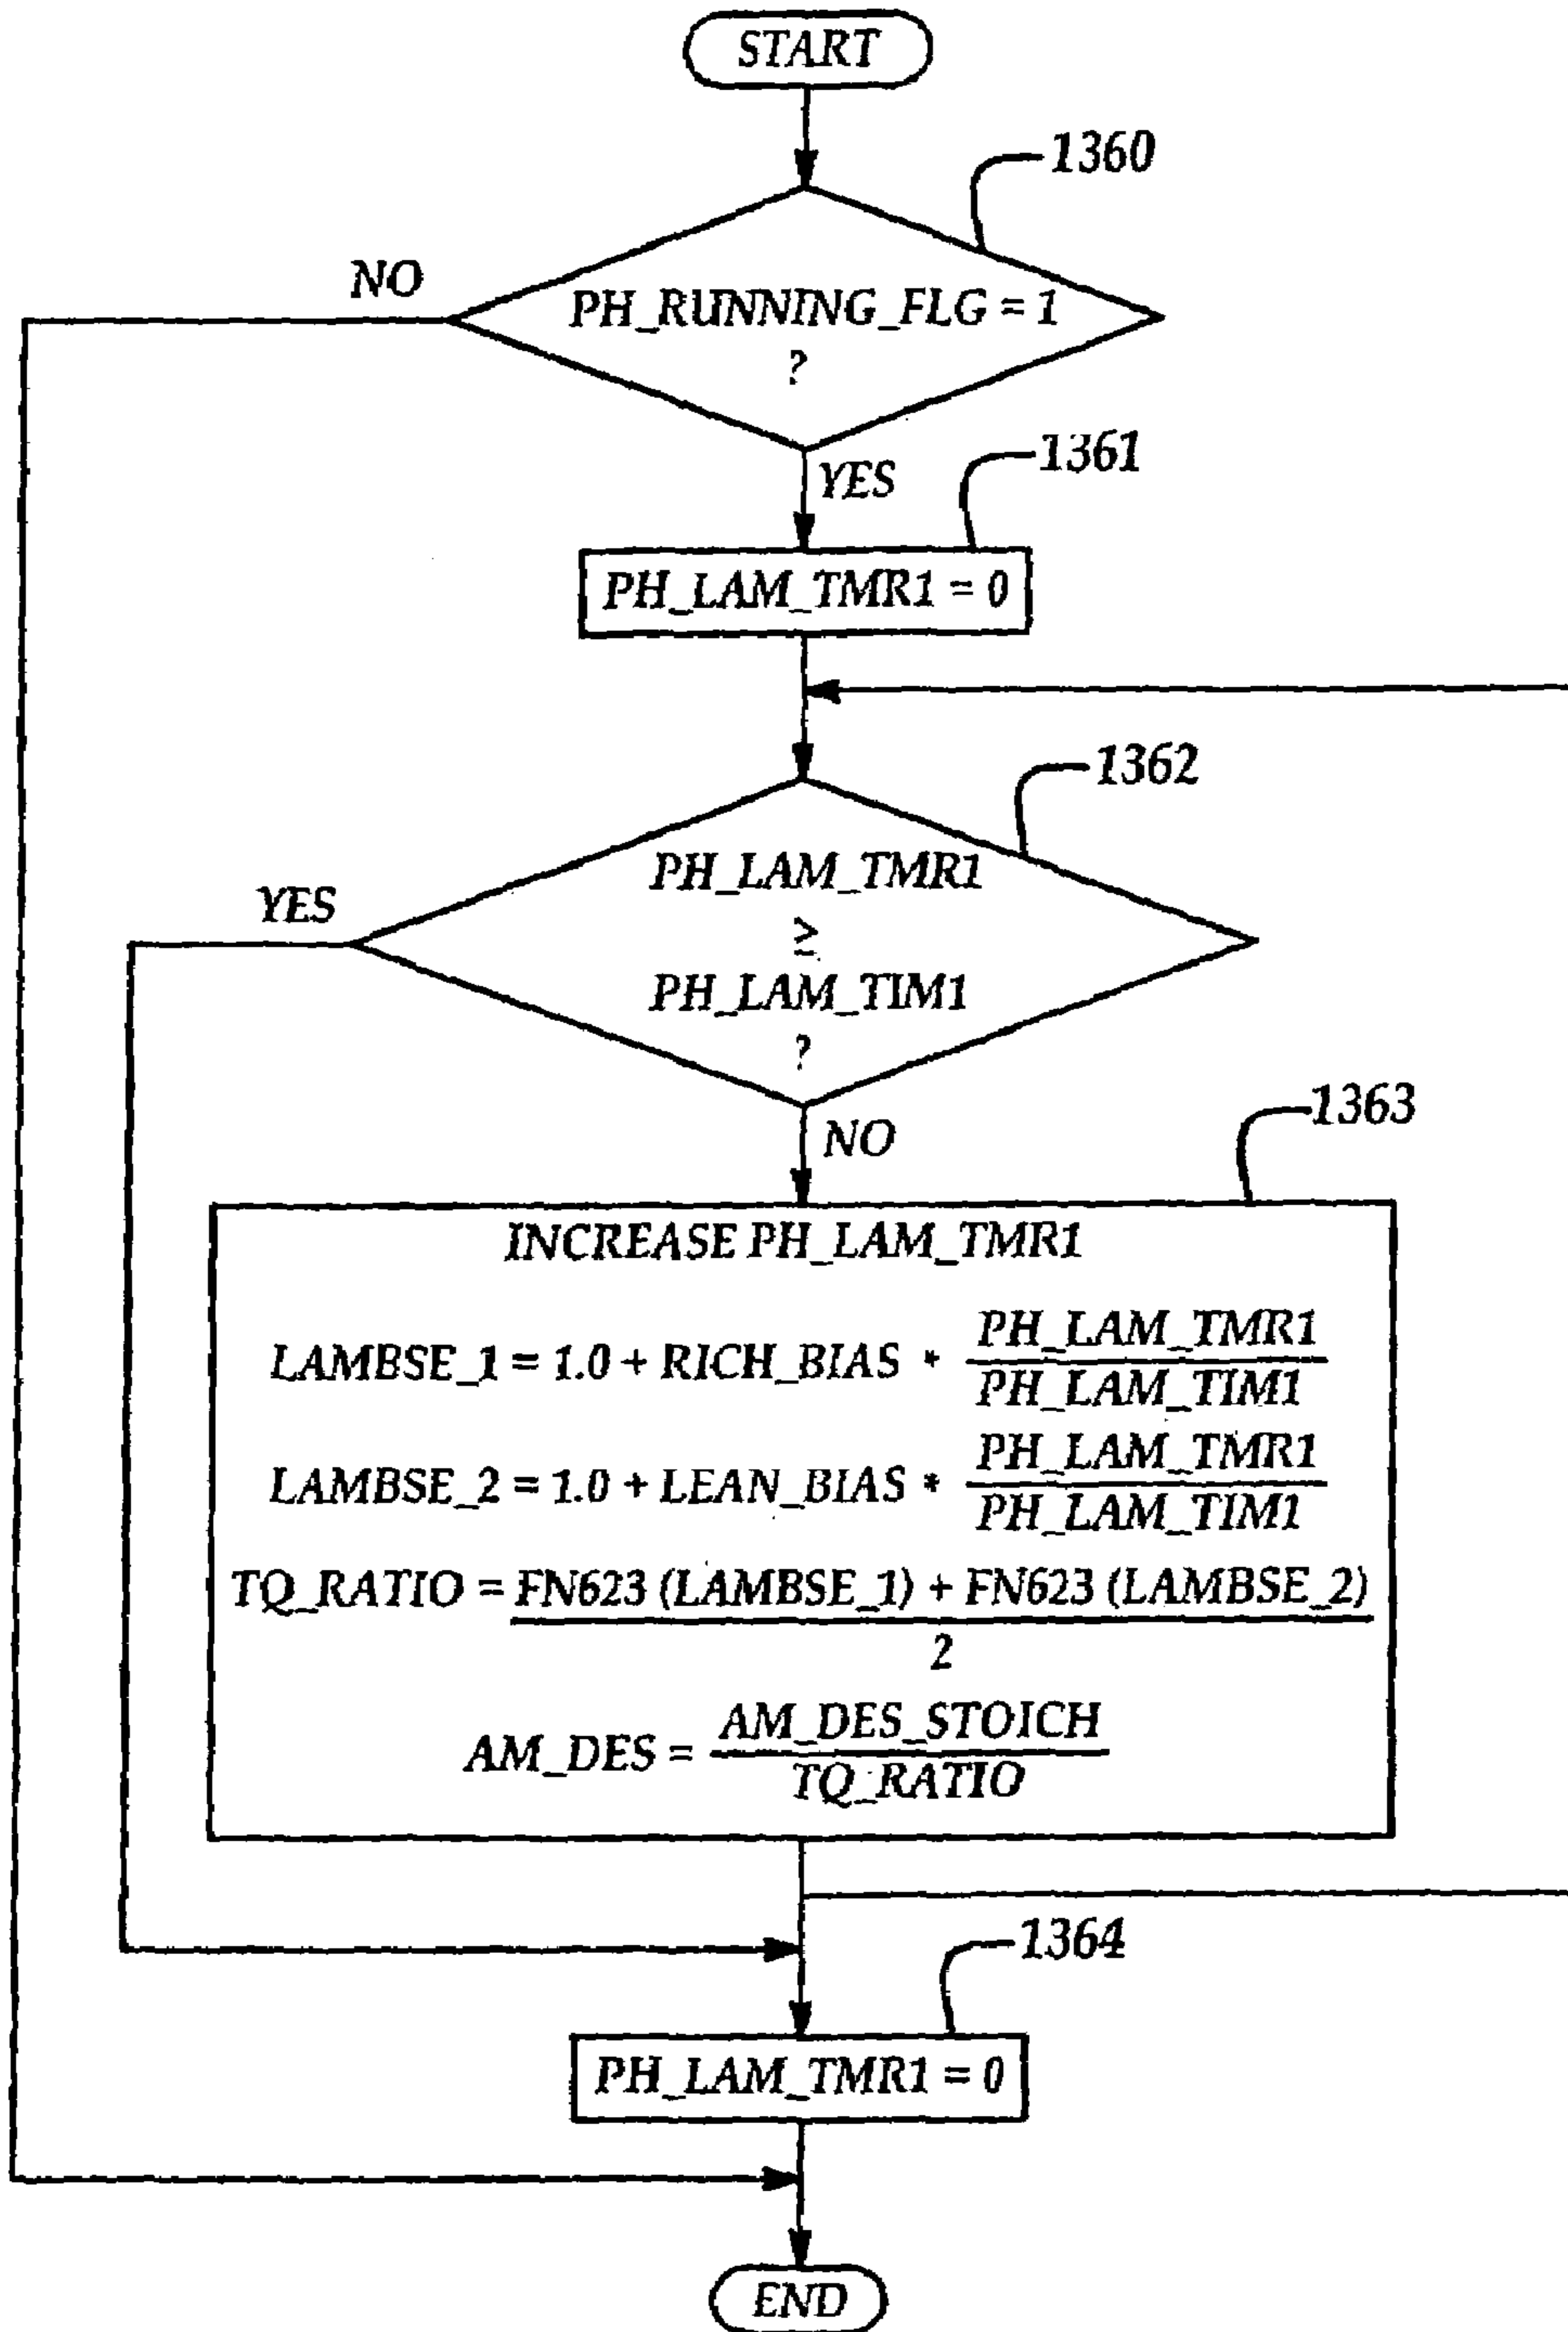 START
1360
NO
PH_RUNNING_FLG = 1
?
YES
1361
PH_LAM_TMR1 = 0
1362
YES
PH_LAM_TMR1
≥
PH_LAM_TIM1
?
NO
1363
INCREASE PH_LAM_TMR1
LAMBSE_1 = 1.0 + RICH_BIAS * PH_LAM_TMR1
PH_LAM_TIM1
LAMBSE_2 = 1.0 + LEAN_BIAS * PH_LAM_TMR1
PH_LAM_TIM1
TQ_RATIO = FN623 (LAMBSE_1) + FN623 (LAMBSE_2)
2
AM_DES = AM_DES_STOICH
TQ_RATIO
1364
PH_LAM_TMR1 = 0
END